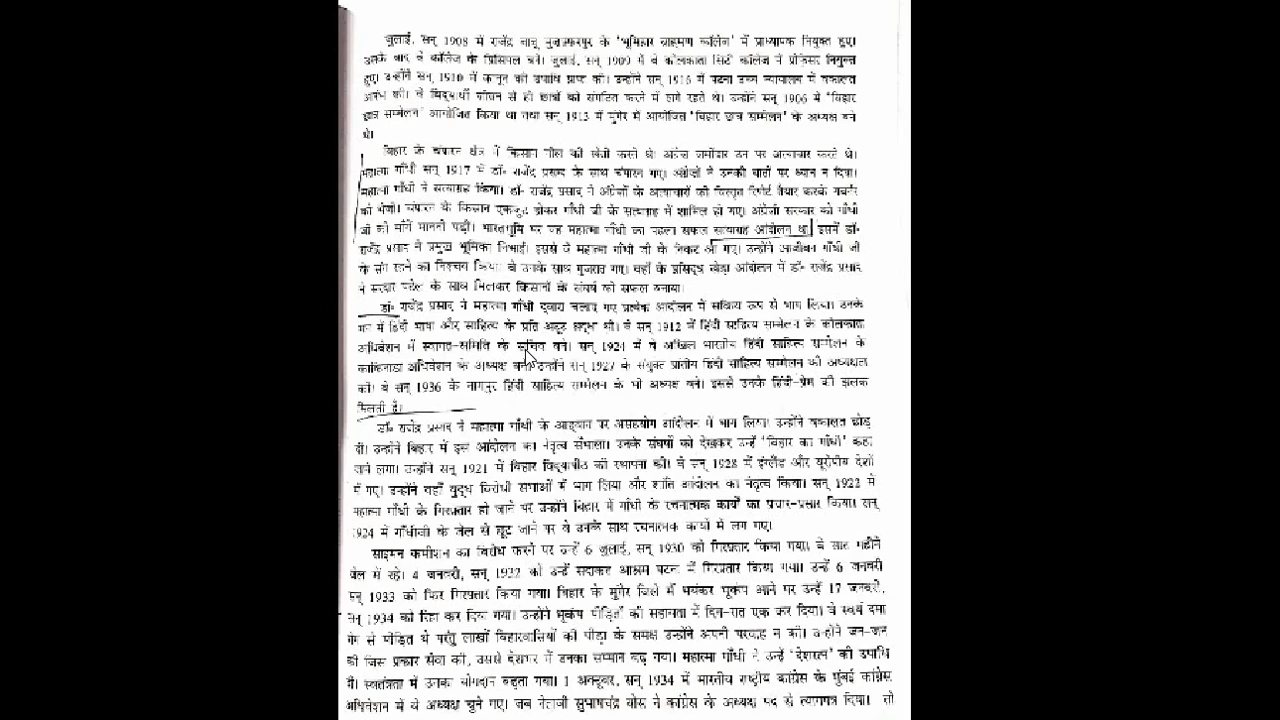 जुलाई, सन् 1908 में राजेंद्र बाबू मुजफ्फरपुर के 'भूमिहार ब्राह्मण कॉलेज' में प्राध्यापक नियुक्त हुए।
उनके बाद वे कॉलेज के प्रिंसिपल बने। जुलाई, सन् 1909 में वे कोलकाता सिटी कॉलेज में प्रोफेसर नियुक्त
हुए। उन्होंने सन् 1910 में कानून की उपाधि प्राप्त की। उन्होंने सन् 1916 में पटना उच्च न्यायालय में वकालत
आरंभ की। वे विद्यार्थी जीवन से ही छात्रों को संगठित करने में लगे रहते थे। उन्होंने सन् 1906 में 'बिहार
छात्र सम्मेलन' आयोजित किया था तथा सन् 1913 में मुंगेर में आयोजित 'बिहार छात्र सम्मेलन' के अध्यक्ष बने
थे।
बिहार के चंपारन क्षेत्र में किसान नील की खेती करते थे। अंग्रेज जमींदार उन पर अत्याचार करते थे।
महात्मा गाँधी सन् 1917 में डॉ॰ राजेंद्र प्रसाद के साथ चंपारन गए। अंग्रेजों ने उनकी बातों पर ध्यान न दिया।
महात्मा गाँधी ने सत्याग्रह किया। डॉ॰ राजेंद्र प्रसाद ने अंग्रेजों के अत्याचारों की विस्तृत रिपोर्ट तैयार करके गवर्नर
को भेजी। चंपारन के किसान एकजुट होकर गाँधी जी के सत्याग्रह में शामिल हो गए। अंग्रेजी सरकार को गाँधी
जी की माँगें माननी पड़ीं। भारतभूमि पर यह महात्मा गाँधी का पहला सफल सत्याग्रह आंदोलन था। इसमें डॉ॰
राजेंद्र प्रसाद ने प्रमुख भूमिका निभाई। इससे वे महात्मा गाँधी जी के निकट आ गए। उन्होंने आजीवन गाँधी जी
के संग रहने का निश्चय किया। वे उनके साथ गुजरात गए। वहाँ के प्रसिद्ध खेड़ा आंदोलन में डॉ॰ राजेंद्र प्रसाद
ने सरदार पटेल के साथ मिलकर किसानों के संघर्ष को सफल बनाया।
डॉ॰ राजेंद्र प्रसाद ने महात्मा गाँधी द्वारा चलाए गए प्रत्येक आंदोलन में सक्रिय रूप से भाग लिया। उनके
मन में हिंदी भाषा और साहित्य के प्रति अटूट श्रद्धा थी। वे सन् 1912 में हिंदी साहित्य सम्मेलन के कोलकाता
अधिवेशन में स्वागत-समिति के सचिव बने। सन् 1924 में वे अखिल भारतीय हिंदी साहित्य सम्मेलन के
काकिनाडा अधिवेशन के अध्यक्ष बने। उन्होंने सन् 1927 के संयुक्त प्रांतीय हिंदी साहित्य सम्मेलन की अध्यक्षता
की। वे सन् 1936 के नागपुर हिंदी साहित्य सम्मेलन के भी अध्यक्ष बने। इससे उनके हिंदी-प्रेम की झलक
मिलती है।
डॉ॰ राजेंद्र प्रसाद ने महात्मा गाँधी के आह्वान पर असहयोग आंदोलन में भाग लिया। उन्होंने वकालत छोड़
दी। उन्होंने बिहार में इस आंदोलन का नेतृत्व सँभाला। उनके संघर्षों को देखकर उन्हें 'बिहार का गाँधी' कहा
जाने लगा। उन्होंने सन् 1921 में बिहार विद्यापीठ की स्थापना की। वे सन् 1928 में इंग्लैंड और यूरोपीय देशों
में गए। उन्होंने वहाँ युद्ध विरोधी सभाओं में भाग लिया और शांति आंदोलन का नेतृत्व किया। सन् 1922 में
महात्मा गाँधी के गिरफ्तार हो जाने पर उन्होंने बिहार में गाँधी के रचनात्मक कार्यों का प्रचार-प्रसार किया। सन्
1924 में गाँधीजी के जेल से छूट जाने पर वे उनके साथ रचनात्मक कार्यों में लग गए।
साइमन कमीशन का विरोध करने पर उन्हें 6 जुलाई, सन् 1930 को गिरफ्तार किया गया। वे सात महीने
जेल में रहे। 4 जनवरी, सन् 1932 को उन्हें सदाकत आश्रम पटना में गिरफ्तार किया गया। उन्हें 6 जनवरी
सन् 1933 को फिर गिरफ्तार किया गया। बिहार के मुंगेर जिले में भयंकर भूकंप आने पर उन्हें 17 जनवरी,
सन् 1934 को रिहा कर दिया गया। उन्होंने भूकंप पीड़ितों की सहायता में दिन-रात एक कर दिया। वे स्वयं दमा
रोग से पीड़ित थे परंतु लाखों बिहारवासियों की पीड़ा के समक्ष उन्होंने अपनी परवाह न की। उन्होंने जन-जन
की जिस प्रकार सेवा की, उससे देशभर में उनका सम्मान बढ़ गया। महात्मा गाँधी ने उन्हें 'देशरत्न' की उपाधि
दी। स्वतंत्रता में उनका योगदान बढ़ता गया। 1 अक्टूबर, सन् 1934 में भारतीय राष्ट्रीय कांग्रेस के मुंबई कांग्रेस
अधिवेशन में वे अध्यक्ष चुने गए। जब नेताजी सुभाषचंद्र बोस ने कांग्रेस के अध्यक्ष पद से त्यागपत्र दिया। तो